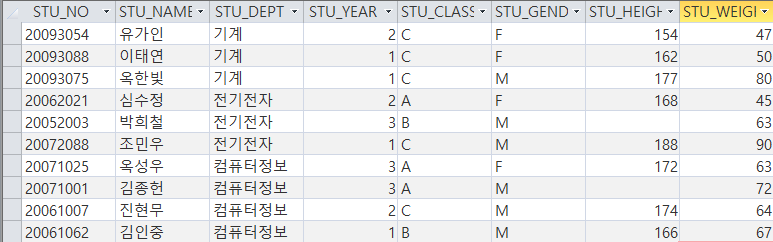 STU_NO STU_NAME STU_DEPT STU_YEAR STU_CLASS STU_GEND STU_HEIGH STU_WEIGH
20093054 유가인 기계 2 C F 154 47
20093088 이태연 기계 1 C F 162 50
20093075 옥한빛 기계 1 C M 177 80
20062021 심수정 전기전자 2 A F 168 45
20052003 박희철 전기전자 3 B M 63
20072088 조민우 전기전자 1 C M 188 90
20071025 옥성우 컴퓨터정보 3 A F 172 63
20071001 김종헌 컴퓨터정보 3 A M 72
20061007 진현무 컴퓨터정보 2 C M 174 64
20061062 김인중 컴퓨터정보 1 B M 166 67